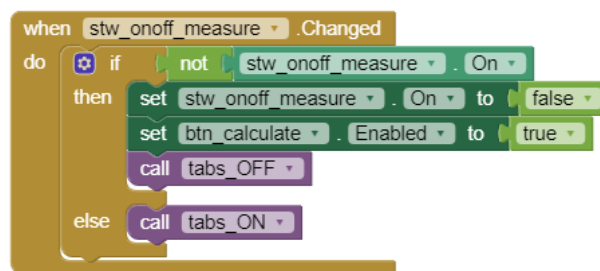 when stw_onoff_measure .Changed
do if not stw_onoff_measure . On
then set stw_onoff_measure . On to false
set btn_calculate . Enabled to true
call tabs_OFF
else call tabs_ON